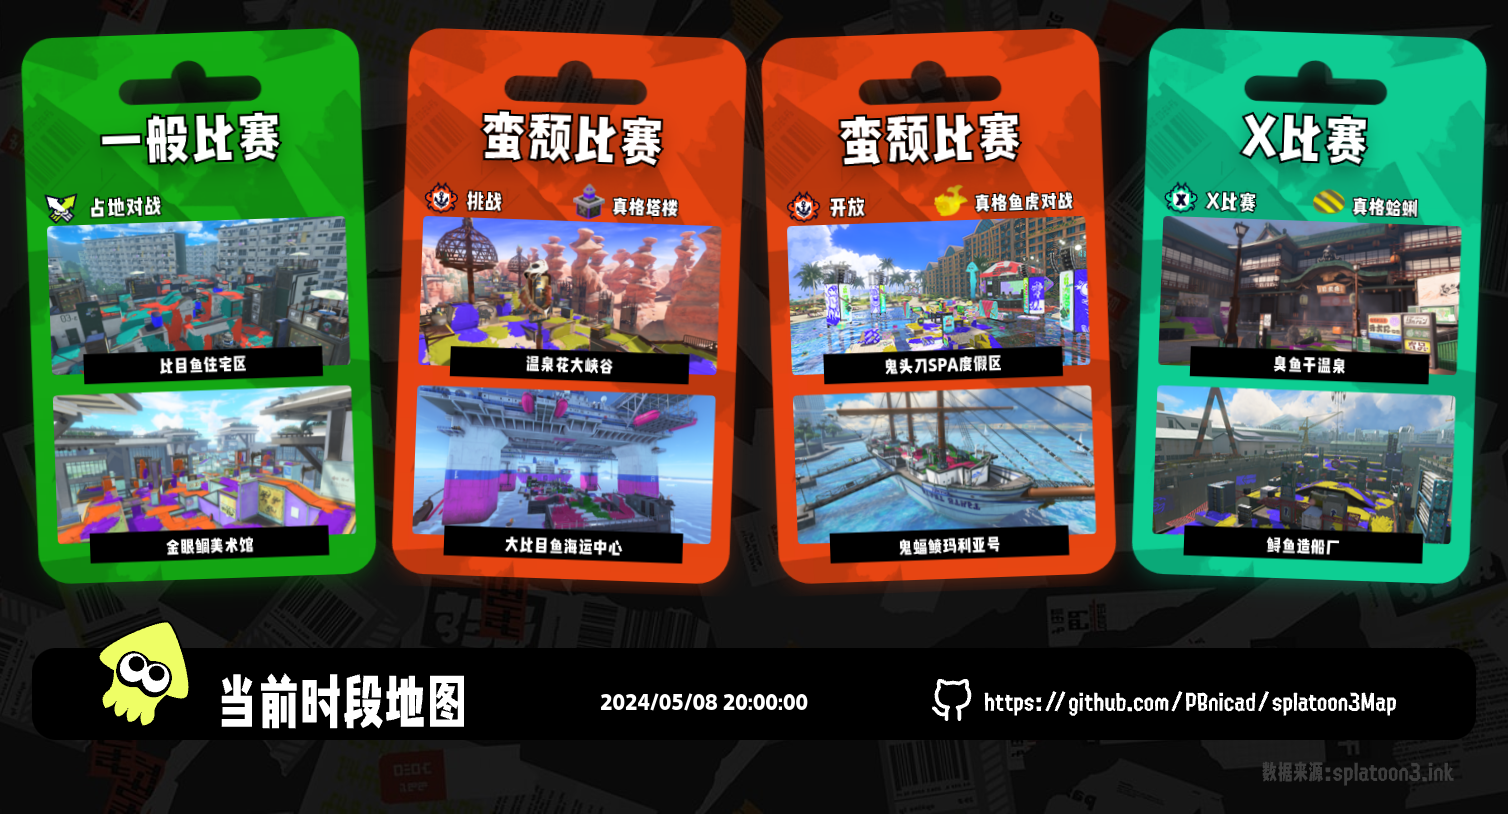 一般比赛
占地对战
比目鱼住宅区
金眼鲷美术馆
蛮颓比赛
挑战
真格塔楼
温泉花大峡谷
大比目鱼海运中心
蛮颓比赛
开放
真格鱼虎对战
鬼头刀SPA度假区
鬼蝠鲼玛利亚号
X比赛
X比赛
真格蛤蜊
臭鱼干温泉
鲟鱼造船厂
当前时段地图
2024/05/08 20:00:00
https://github.com/PBnicad/splatoon3Map
数据来源:splatoon3.ink